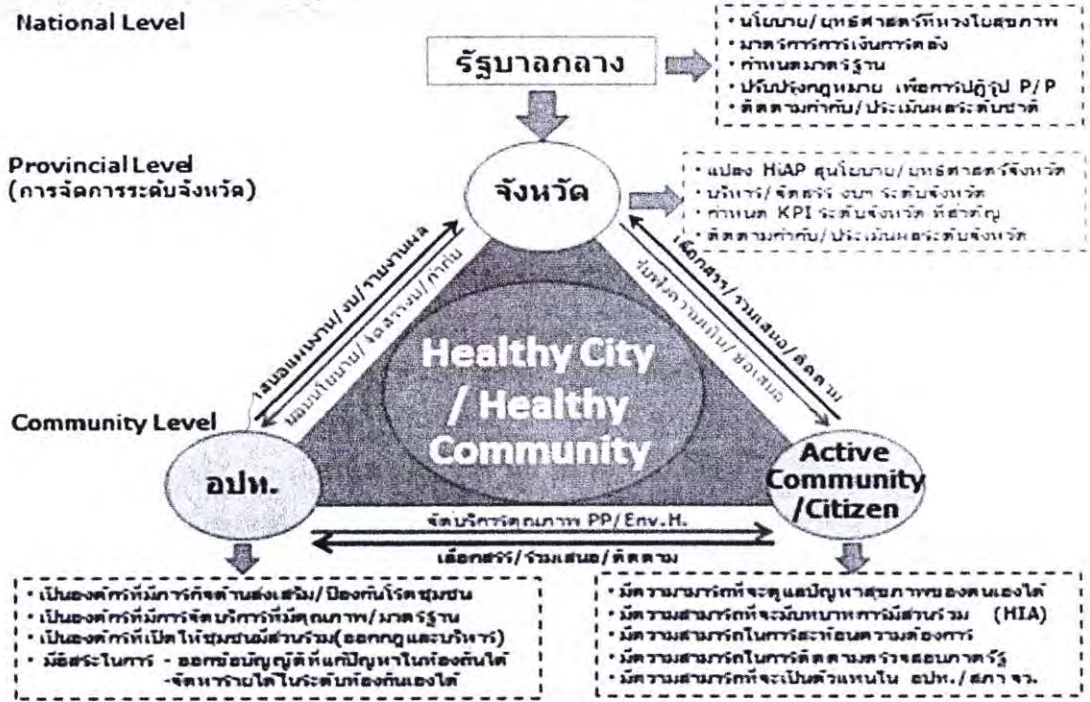 National Level
รัฐบาลกลาง
• นโยบาย/ยุทธศาสตร์ที่ห่วงใยสุขภาพ
• มาตรการการเงินการคลัง
• กำหนดมาตรฐาน
• ปรับปรุงกฎหมาย เพื่อการปฏิรูป P/P
• ติดตามกำกับ/ประเมินผลระดับชาติ
Provincial Level
(การจัดการระดับจังหวัด)
จังหวัด
• แปลง HiAP สู่นโยบาย/ยุทธศาสตร์จังหวัด
• บริหาร/จัดสรร งบฯ ระดับจังหวัด
• กำหนด KPI ระดับจังหวัด ที่สำคัญ
• ติดตามกำกับ/ประเมินผลระดับจังหวัด
เสนอแผนงาน/งบ/รายงานผล
มอบนโยบาย/จัดสรรงบ/กำกับ
เลือกสรร/ร่วมเสนอ/ติดตาม
รับฟังความเห็น/ข้อเสนอ
Healthy City
/ Healthy
Community
Community Level
อปท.
Active
Community
/Citizen
จัดบริการคุณภาพ PP/Env.H.
เลือกสรร/ร่วมเสนอ/ติดตาม
• เป็นองค์กรที่มีภารกิจด้านส่งเสริม/ป้องกันโรคชุมชน
• เป็นองค์กรที่มีการจัดบริการที่มีคุณภาพ/มาตรฐาน
• เป็นองค์กรที่เปิดให้ชุมชนมีส่วนร่วม(ออกกฎและบริหาร)
• มีอิสระในการ - ออกข้อบัญญัติที่แก้ปัญหาในท้องถิ่นได้
-จัดหารายได้ในระดับท้องถิ่นเองได้
• มีความสามารถที่จะดูแลปัญหาสุขภาพของตนเองได้
• มีความสามารถที่จะมีบทบาทการมีส่วนร่วม (HIA)
• มีความสามารถในการสะท้อนความต้องการ
• มีความสามารถในการติดตามตรวจสอบภาครัฐ
• มีความสามารถที่จะเป็นตัวแทนใน อปท./สภา จว.